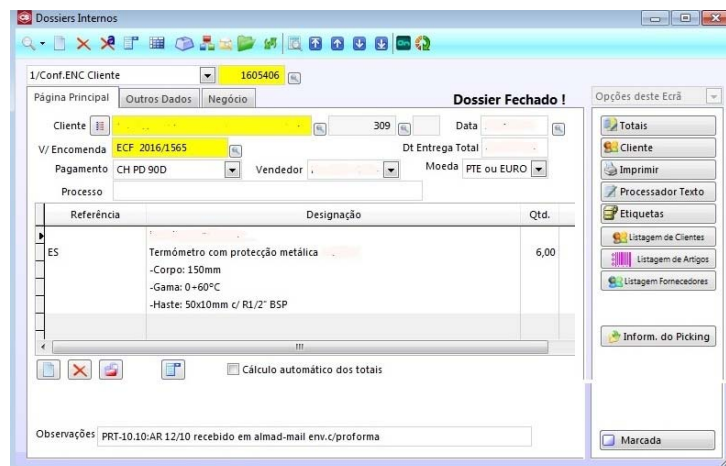 Dossiers Internos
1/Conf.ENC Cliente 1605406
Página Principal Outros Dados Negócio Dossier Fechado ! Opções deste Ecrã
Cliente 309 Data Totais
V/ Encomenda ECF 2016/1565 Dt Entrega Total Cliente
Pagamento CH PD 90D Vendedor Moeda PTE ou EURO Imprimir
Processo Processador Texto
Referência Designação Qtd. Etiquetas
Listagem de Clientes
ES Termómetro com protecção metálica 6,00
Listagem de Artigos
-Corpo: 150mm
-Gama: 0+60ºC Listagem Fornecedores
-Haste: 50x10mm c/ R1/2" BSP
Inform. do Picking
Cálculo automático dos totais
Observações PRT-10.10:AR 12/10 recebido em almad-mail env.c/proforma Marcada